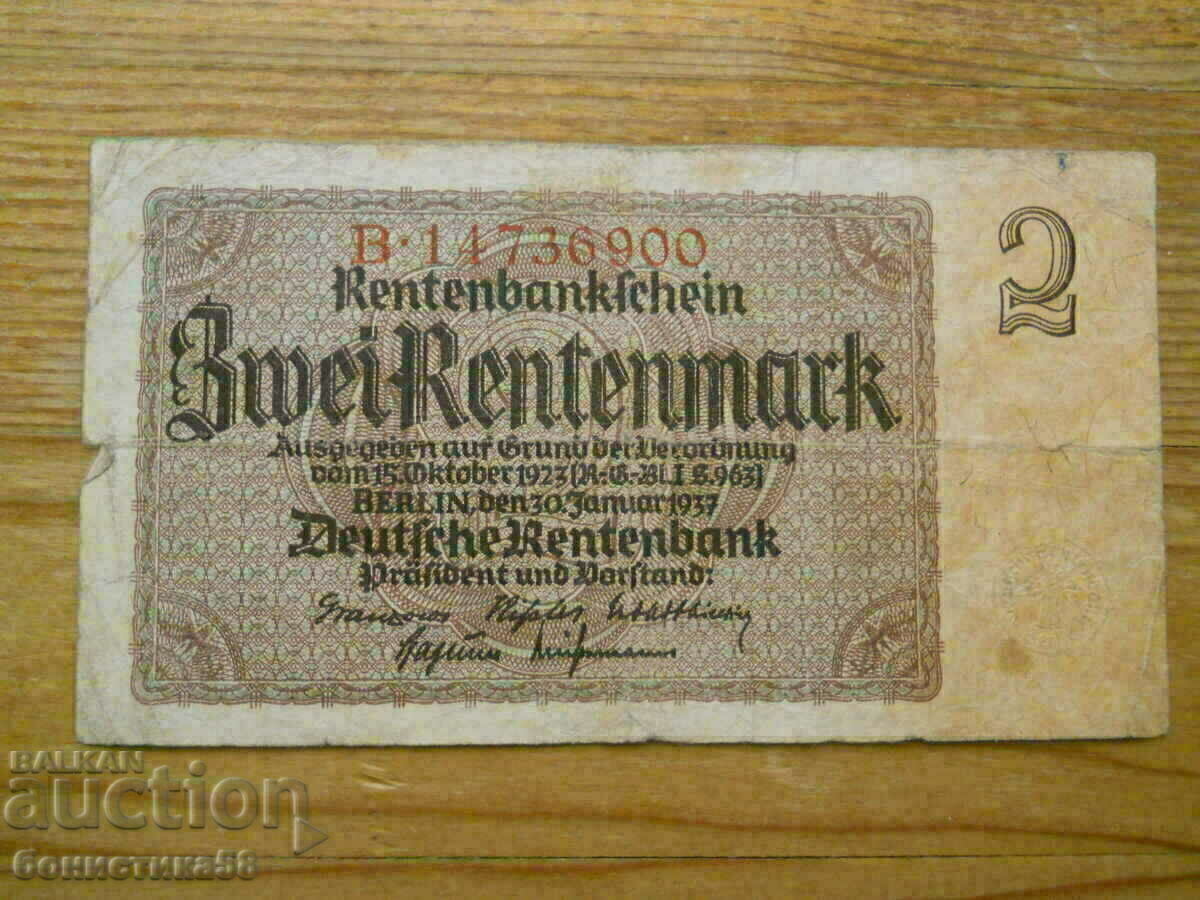 B·14736900
2
Rentenbankschein
Zwei Rentenmark
Ausgegeben auf Grund der Verordnung
vom 15. Oktober 1923 (R.-G.-Bl. I S. 963)
BERLIN, den 30. Januar 1937
Deutsche Rentenbank
Präsident und Vorstand:
BALKAN
auction
бонистика58